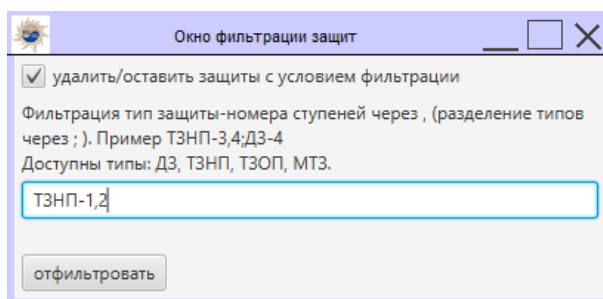 Окно фильтрации защит
удалить/оставить защиты с условием фильтрации
Фильтрация тип защиты-номера ступеней через , (разделение типов
через ; ). Пример ТЗНП-3,4;ДЗ-4
Доступны типы: ДЗ, ТЗНП, ТЗОП, МТЗ.
ТЗНП-1,2
отфильтровать